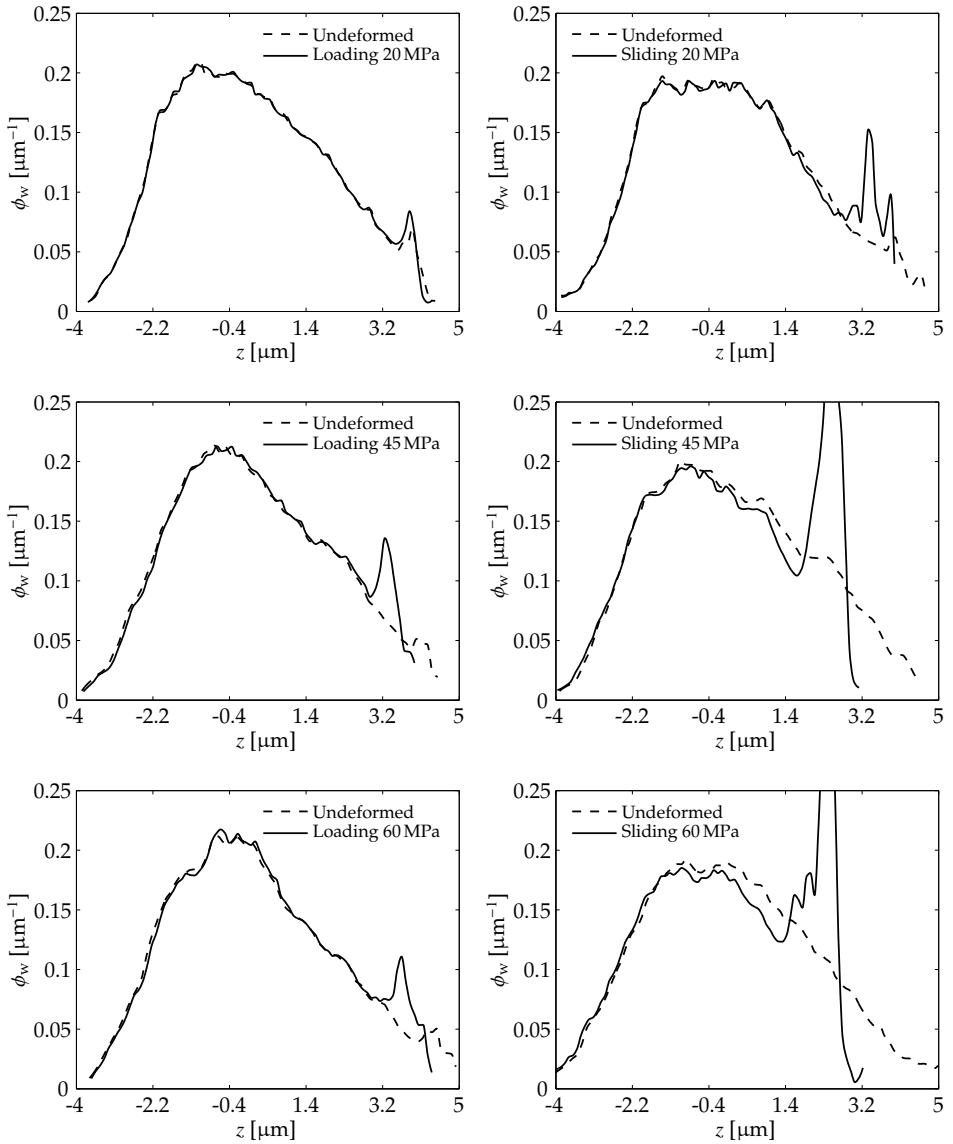 Undeformed
Loading 20 MPa
0.25
0.2
0.15
0.1
0.05
0
ϕw [µm−1]
-4 -2.2 -0.4 1.4 3.2 5
z [µm]
Undeformed
Sliding 20 MPa
0.25
0.2
0.15
0.1
0.05
0
ϕw [µm−1]
-4 -2.2 -0.4 1.4 3.2 5
z [µm]
Undeformed
Loading 45 MPa
0.25
0.2
0.15
0.1
0.05
0
ϕw [µm−1]
-4 -2.2 -0.4 1.4 3.2 5
z [µm]
Undeformed
Sliding 45 MPa
0.25
0.2
0.15
0.1
0.05
0
ϕw [µm−1]
-4 -2.2 -0.4 1.4 3.2 5
z [µm]
Undeformed
Loading 60 MPa
0.25
0.2
0.15
0.1
0.05
0
ϕw [µm−1]
-4 -2.2 -0.4 1.4 3.2 5
z [µm]
Undeformed
Sliding 60 MPa
0.25
0.2
0.15
0.1
0.05
0
ϕw [µm−1]
-4 -2.2 -0.4 1.4 3.2 5
z [µm]